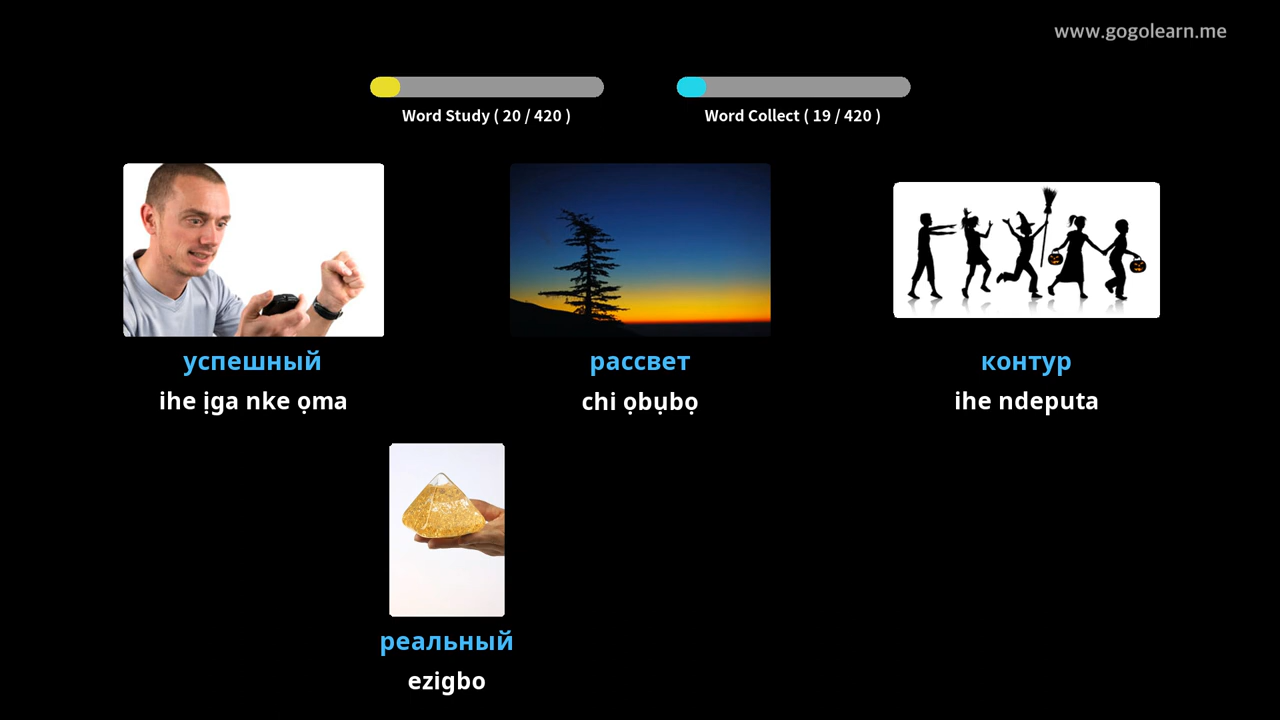 www.gogolearn.me
Word Study ( 20 / 420 )
Word Collect ( 19 / 420 )
успешный
рассвет
контур
ihe ịga nke ọma
chi ọbụbọ
ihe ndeputa
реальный
ezigbo